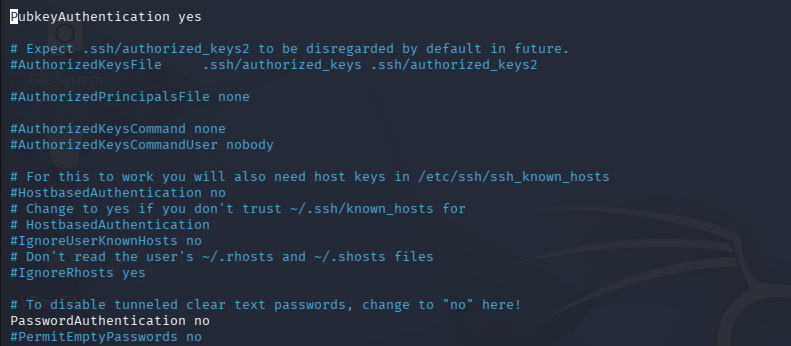 PubkeyAuthentication yes
# Expect .ssh/authorized_keys2 to be disregarded by default in future.
#AuthorizedKeysFile     .ssh/authorized_keys .ssh/authorized_keys2
File System
#AuthorizedPrincipalsFile none
#AuthorizedKeysCommand none
#AuthorizedKeysCommandUser nobody
# For this to work you will also need host keys in /etc/ssh/ssh_known_hosts
#HostbasedAuthentication no
# Change to yes if you don't trust ~/.ssh/known_hosts for
# HostbasedAuthentication
#IgnoreUserKnownHosts no
# Don't read the user's ~/.rhosts and ~/.shosts files
#IgnoreRhosts yes
# To disable tunneled clear text passwords, change to "no" here!
PasswordAuthentication no
#PermitEmptyPasswords no